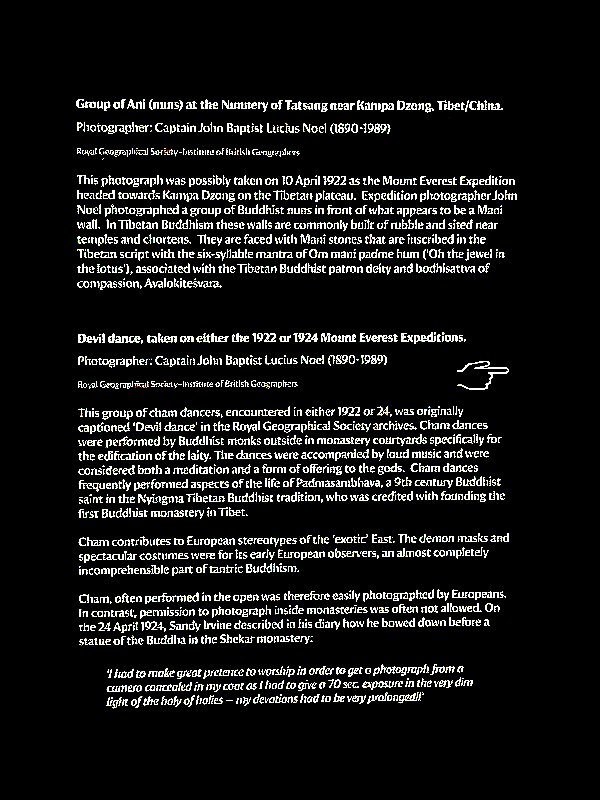 Group of Ani (nuns) at the Nunnery of Tatsang near Kampa Dzong, Tibet/China.
Photographer: Captain John Baptist Lucius Noel (1890-1989)
Royal Geographical Society–Institute of British Geographers
This photograph was possibly taken on 10 April 1922 as the Mount Everest Expedition
headed towards Kampa Dzong on the Tibetan plateau. Expedition photographer John
Noel photographed a group of Buddhist nuns in front of what appears to be a Mani
wall. In Tibetan Buddhism these walls are commonly built of rubble and sited near
temples and chortens. They are faced with Mani stones that are inscribed in the
Tibetan script with the six-syllable mantra of Om mani padme hum ('Oh the jewel in
the lotus'), associated with the Tibetan Buddhist patron deity and bodhisattva of
compassion, Avalokiteśvara.
Devil dance, taken on either the 1922 or 1924 Mount Everest Expeditions.
Photographer: Captain John Baptist Lucius Noel (1890-1989)
Royal Geographical Society–Institute of British Geographers
This group of cham dancers, encountered in either 1922 or 24, was originally
captioned 'Devil dance' in the Royal Geographical Society archives. Cham dances
were performed by Buddhist monks outside in monastery courtyards specifically for
the edification of the laity. The dances were accompanied by loud music and were
considered both a meditation and a form of offering to the gods. Cham dances
frequently performed aspects of the life of Padmasambhava, a 9th century Buddhist
saint in the Nyingma Tibetan Buddhist tradition, who was credited with founding the
first Buddhist monastery in Tibet.
Cham contributes to European stereotypes of the 'exotic' East. The demon masks and
spectacular costumes were for its early European observers, an almost completely
incomprehensible part of tantric Buddhism.
Cham, often performed in the open was therefore easily photographed by Europeans.
In contrast, permission to photograph inside monasteries was often not allowed. On
the 24 April 1924, Sandy Irvine described in his diary how he bowed down before a
statue of the Buddha in the Shekar monastery:
'I had to make great pretence to worship in order to get a photograph from a
camera concealed in my coat as I had to give a 70 sec. exposure in the very dim
light of the holy of holies – my devotions had to be very prolonged!!'